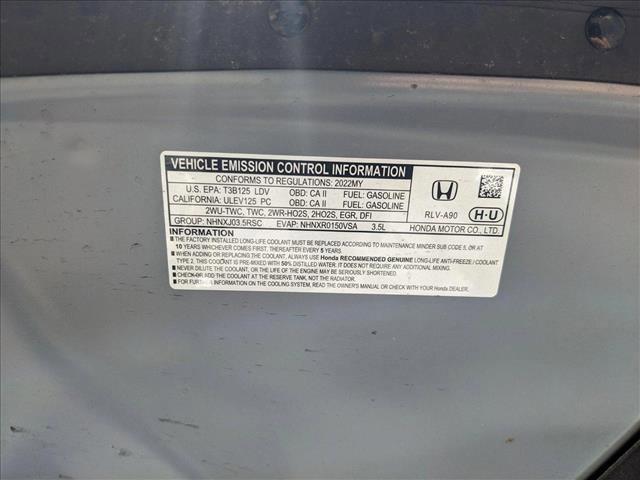 VEHICLE EMISSION CONTROL INFORMATION
CONFORMS TO REGULATIONS: 2022MY
U.S. EPA: T3B125 LDV OBD: CA II FUEL: GASOLINE
CALIFORNIA: ULEV125 PC OBD: CA II FUEL: GASOLINE
2WU-TWC, TWC, 2WR-HO2S, 2HO2S, EGR, DFI
GROUP: NHNXJ03.5RSC EVAP: NHNXR0150VSA 3.5L
RLV-A90 H·U
HONDA MOTOR CO., LTD.
INFORMATION
■ THE FACTORY INSTALLED LONG-LIFE COOLANT MUST BE REPLACED ACCORDING TO MAINTENANCE MINDER SUB CODE 5, OR AT
10 YEARS WHICHEVER COMES FIRST. THEREAFTER EVERY 5 YEARS.
■ WHEN ADDING OR REPLACING THE COOLANT, ALWAYS USE Honda RECOMMENDED GENUINE LONG-LIFE ANTI-FREEZE / COOLANT
TYPE 2. THIS COOLANT IS PRE-MIXED WITH 50% DISTILLED WATER AND DOES NOT REQUIRE ANY ADDITIONAL MIXING.
■ OTHERWISE, THE LIFE OF THE ENGINE MAY BE SERIOUSLY SHORTENED.
■ CHECK OR ADD THE COOLANT AT THE RESERVE TANK, NOT THE RADIATOR.
■ FOR FURTHER INFORMATION ON THE COOLING SYSTEM, READ THE OWNER'S MANUAL OR CHECK WITH YOUR Honda DEALER.